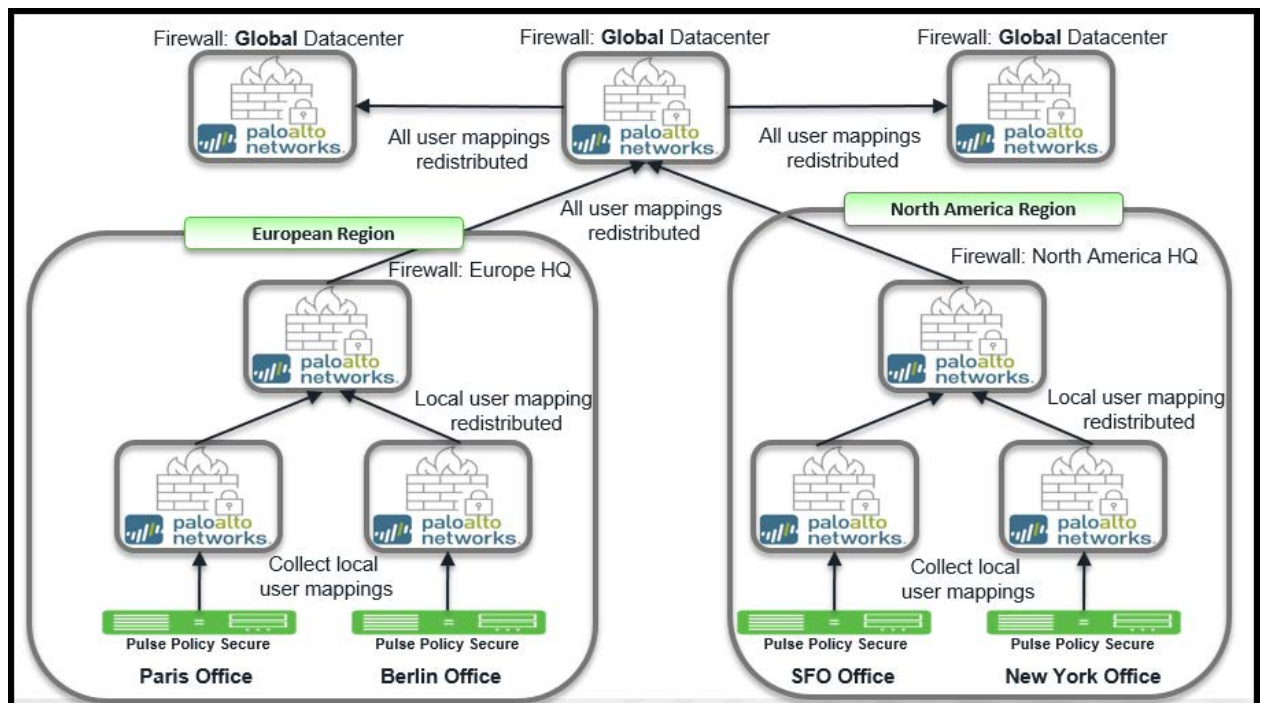 Firewall: Global Datacenter
Firewall: Global Datacenter
Firewall: Global Datacenter
paloalto
networks.
paloalto
networks.
paloalto
networks.
All user mappings
redistributed
All user mappings
redistributed
All user mappings
redistributed
European Region
North America Region
Firewall: Europe HQ
Firewall: North America HQ
paloalto
networks.
paloalto
networks.
Local user mapping
redistributed
Local user mapping
redistributed
paloalto
networks.
paloalto
networks.
paloalto
networks.
paloalto
networks.
Collect local
user mappings
Collect local
user mappings
Pulse Policy Secure
Pulse Policy Secure
Pulse Policy Secure
Pulse Policy Secure
Paris Office
Berlin Office
SFO Office
New York Office